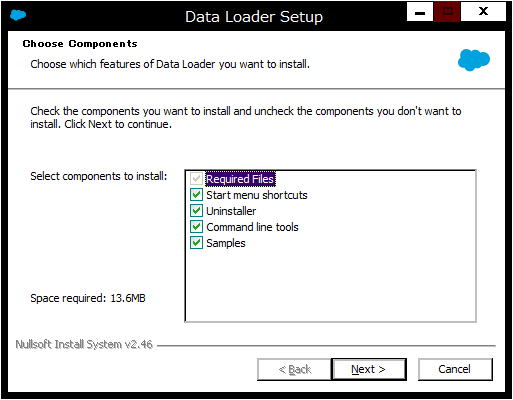 Data Loader Setup
Choose Components
Choose which features of Data Loader you want to install.
Check the components you want to install and uncheck the components you don't want to
install. Click Next to continue.
Select components to install:
Required Files
Start menu shortcuts
Uninstaller
Command line tools
Samples
Space required: 13.6MB
Nullsoft Install System v2.46
< Back
Next >
Cancel